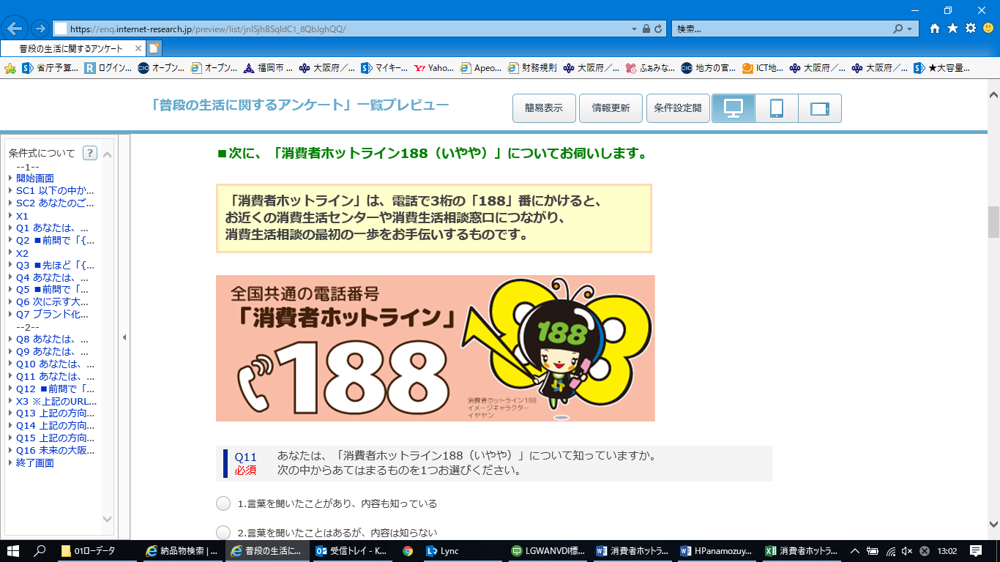 https://enq.internet-research.jp/preview/list/jnlSjhBSqIdC1_8QbJghQQ/
検索...
普段の生活に関するアンケート
省庁予算...
ログイン...
オープン...
オープン...
福岡市 ...
大阪府／...
マイキー...
Yaho...
Apeo...
財務規則
大阪府／...
ふぁみな...
地方の官...
ICT地...
大阪府／...
大阪府／...
★大容量...
「普段の生活に関するアンケート」一覧プレビュー
簡易表示
情報更新
条件設定開
条件式について ?
--1--
開始画面
SC1 以下の中か...
SC2 あなたのご...
X1
Q1 あなたは、...
Q2 ■前問で「{...
X2
Q3 ■先ほど「{...
Q4 あなたは、...
Q5 ■前問で「...
Q6 次に示す大...
Q7 ブランド化...
--2--
Q8 あなたは、...
Q9 あなたは、...
Q10 あなたは、...
Q11 あなたは、...
Q12 ■前問で「...
X3 ※上記のURL...
Q13 上記の方向...
Q14 上記の方向...
Q15 上記の方向...
Q16 未来の大阪...
終了画面
■次に、「消費者ホットライン188（いやや）」についてお伺いします。
「消費者ホットライン」は、電話で3桁の「188」番にかけると、
お近くの消費生活センターや消費生活相談窓口につながり、
消費生活相談の最初の一歩をお手伝いするものです。
全国共通の電話番号
「消費者ホットライン」
188
188
消費者ホットライン188
イメージキャラクター
イヤヤン
Q11 あなたは、「消費者ホットライン188（いやや）」について知っていますか。
必須 次の中からあてはまるものを1つお選びください。
1.言葉を聞いたことがあり、内容も知っている
2.言葉を聞いたことはあるが、内容は知らない
01ローデータ
納品物検索 | ...
普段の生活に...
受信トレイ - K...
Lync
LGWANVDI標...
消費者ホットラ...
HPanamozuy...
消費者ホットラ...
13:02